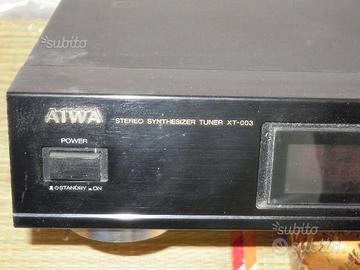 subito
AIWA
STEREO SYNTHESIZER TUNER XT-003
POWER
STANDBY ON
subito